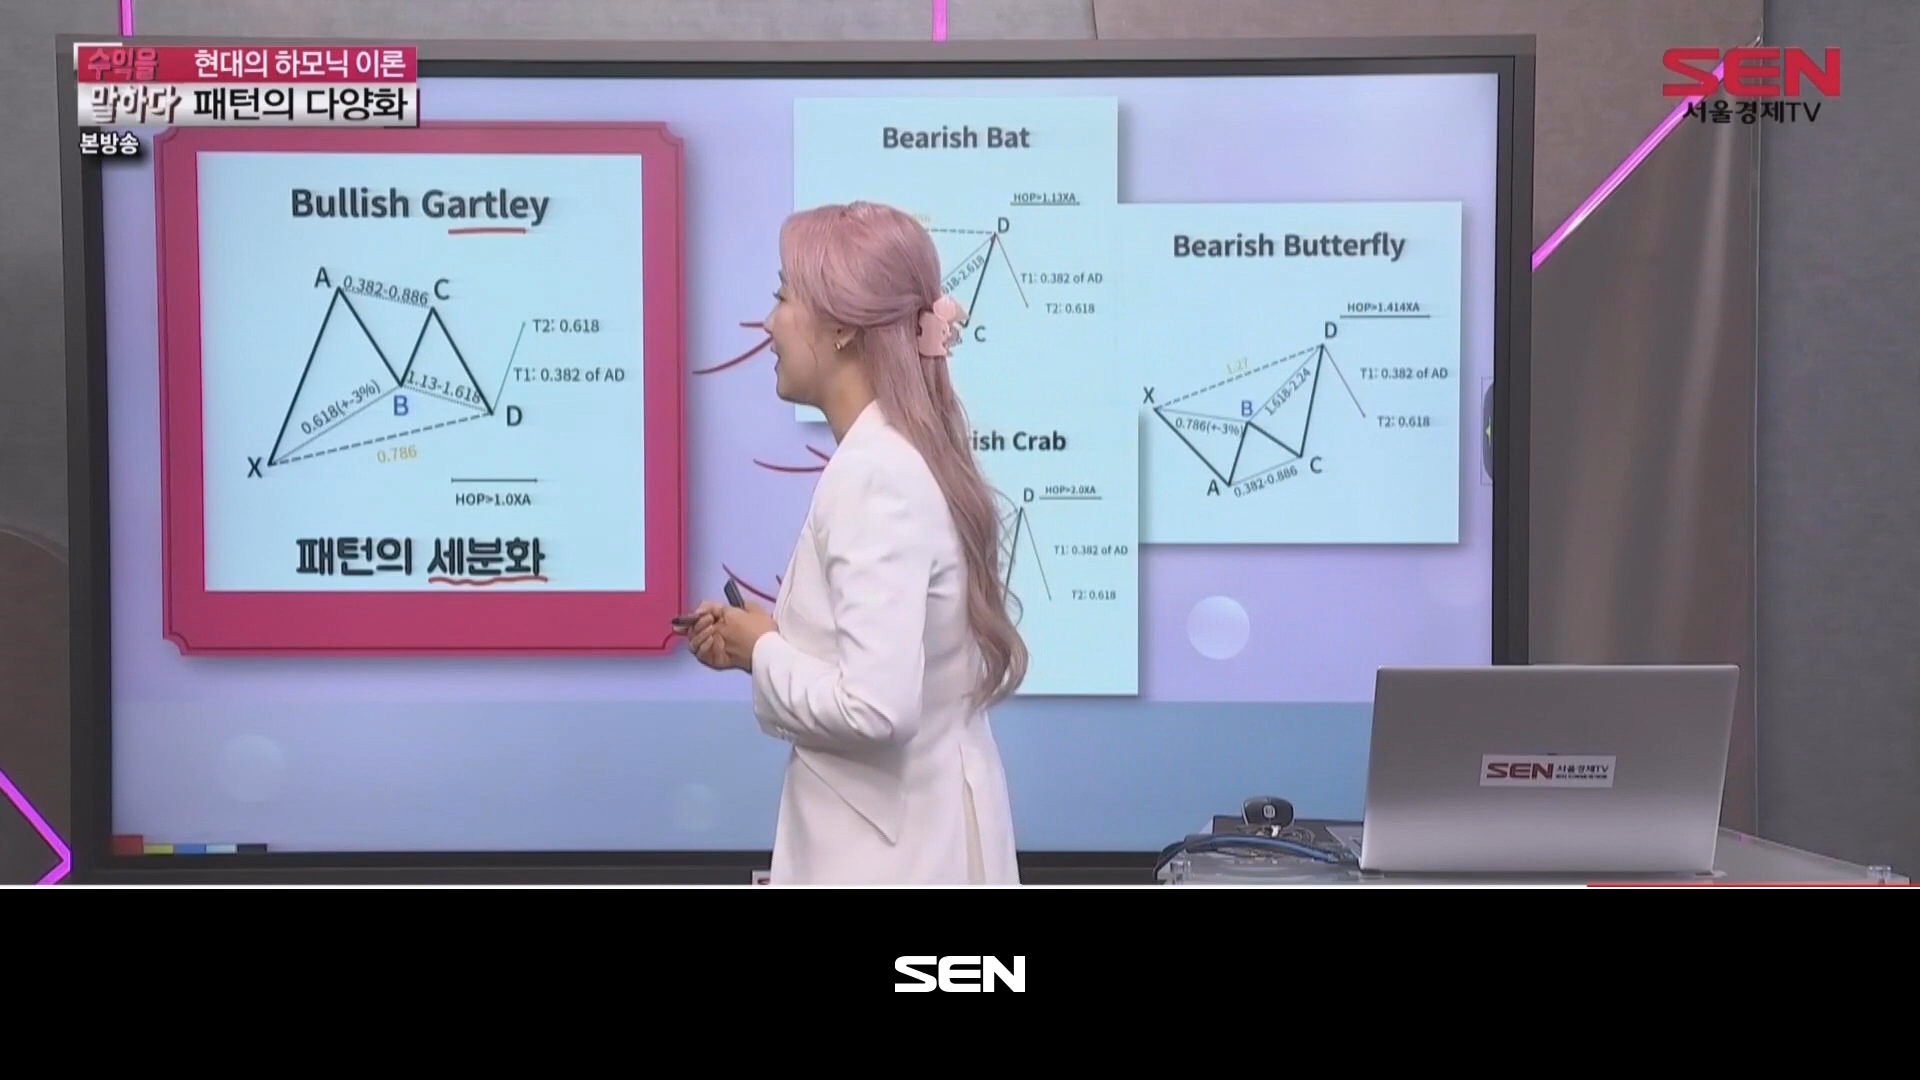 수익을
말하다
현대의 하모닉 이론
패턴의 다양화
본방송
SEN
서울경제TV
Bullish Gartley
A
0.382-0.886
C
T2: 0.618
T1: 0.382 of AD
1.13-1.618
0.618(+-3%)
B
D
X
0.786
HOP>1.0XA
패턴의 세분화
Bearish Bat
HOP>1.13XA
D
T1: 0.382 of AD
T2: 0.618
C
Bearish Butterfly
HOP>1.414XA
D
1.27
1.618-2.24
T1: 0.382 of AD
X
B
0.786(+-3%)
T2: 0.618
C
A
0.382-0.886
Crab
D
HOP>2.0XA
T1: 0.382 of AD
T2: 0.618
SEN 서울경제TV
SEN